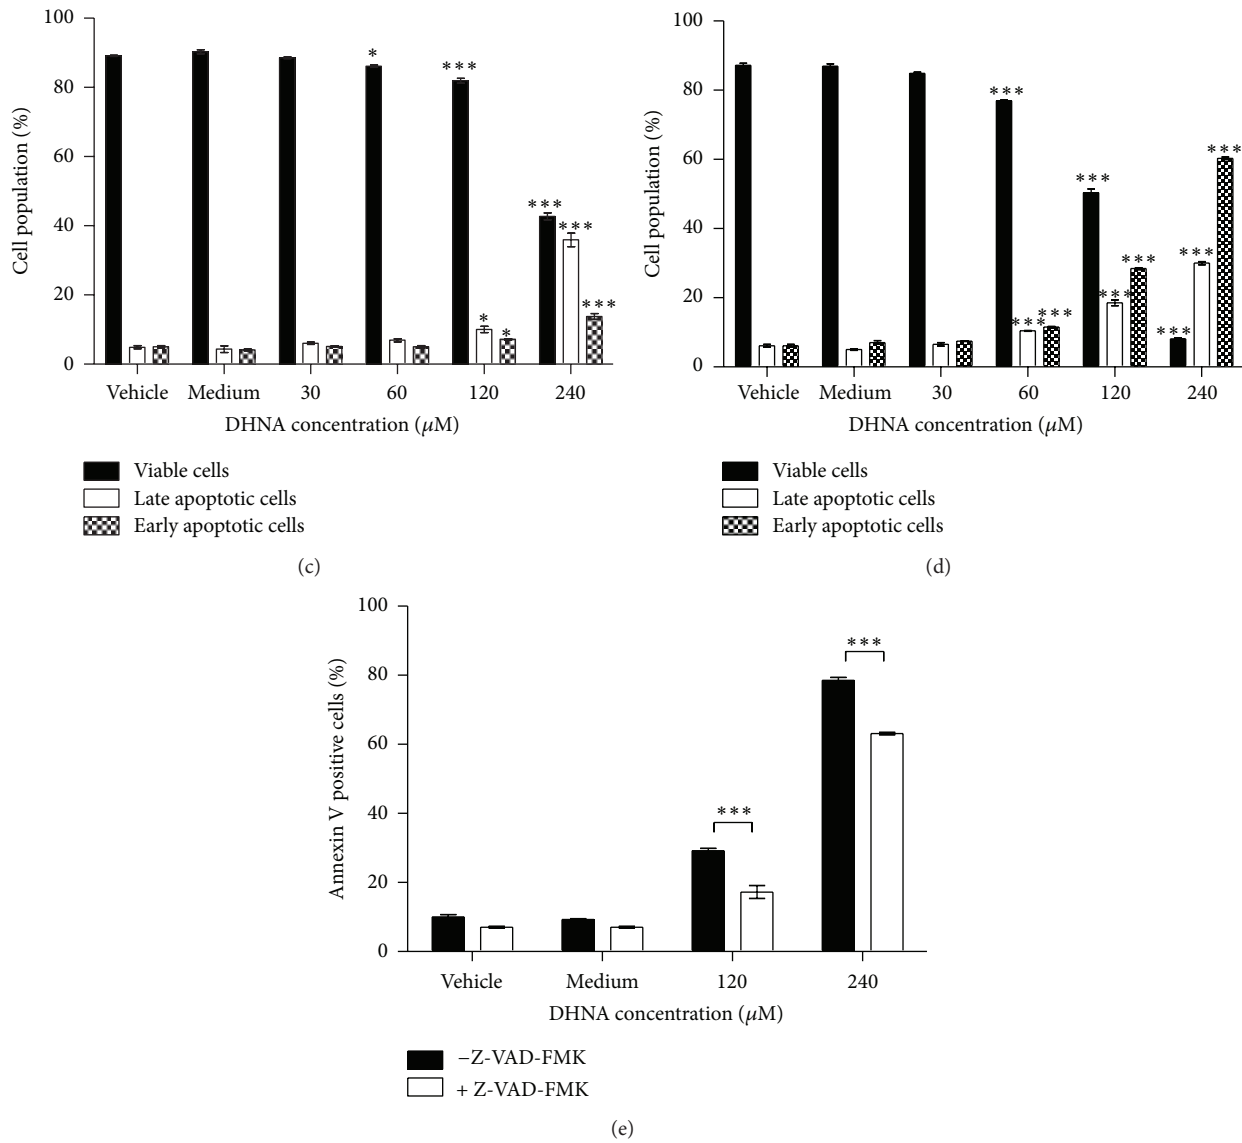 100
80
60
40
20
0
Cell population (%)
*
***
***
***
*
*
***
Vehicle Medium 30 60 120 240
DHNA concentration (μM)
Viable cells
Late apoptotic cells
Early apoptotic cells
(c)
100
80
60
40
20
0
Cell population (%)
***
***
***
***
***
***
***
***
***
Vehicle Medium 30 60 120 240
DHNA concentration (μM)
Viable cells
Late apoptotic cells
Early apoptotic cells
(d)
100
80
60
40
20
0
Annexin V positive cells (%)
***
***
Vehicle Medium 120 240
DHNA concentration (μM)
−Z-VAD-FMK
+ Z-VAD-FMK
(e)